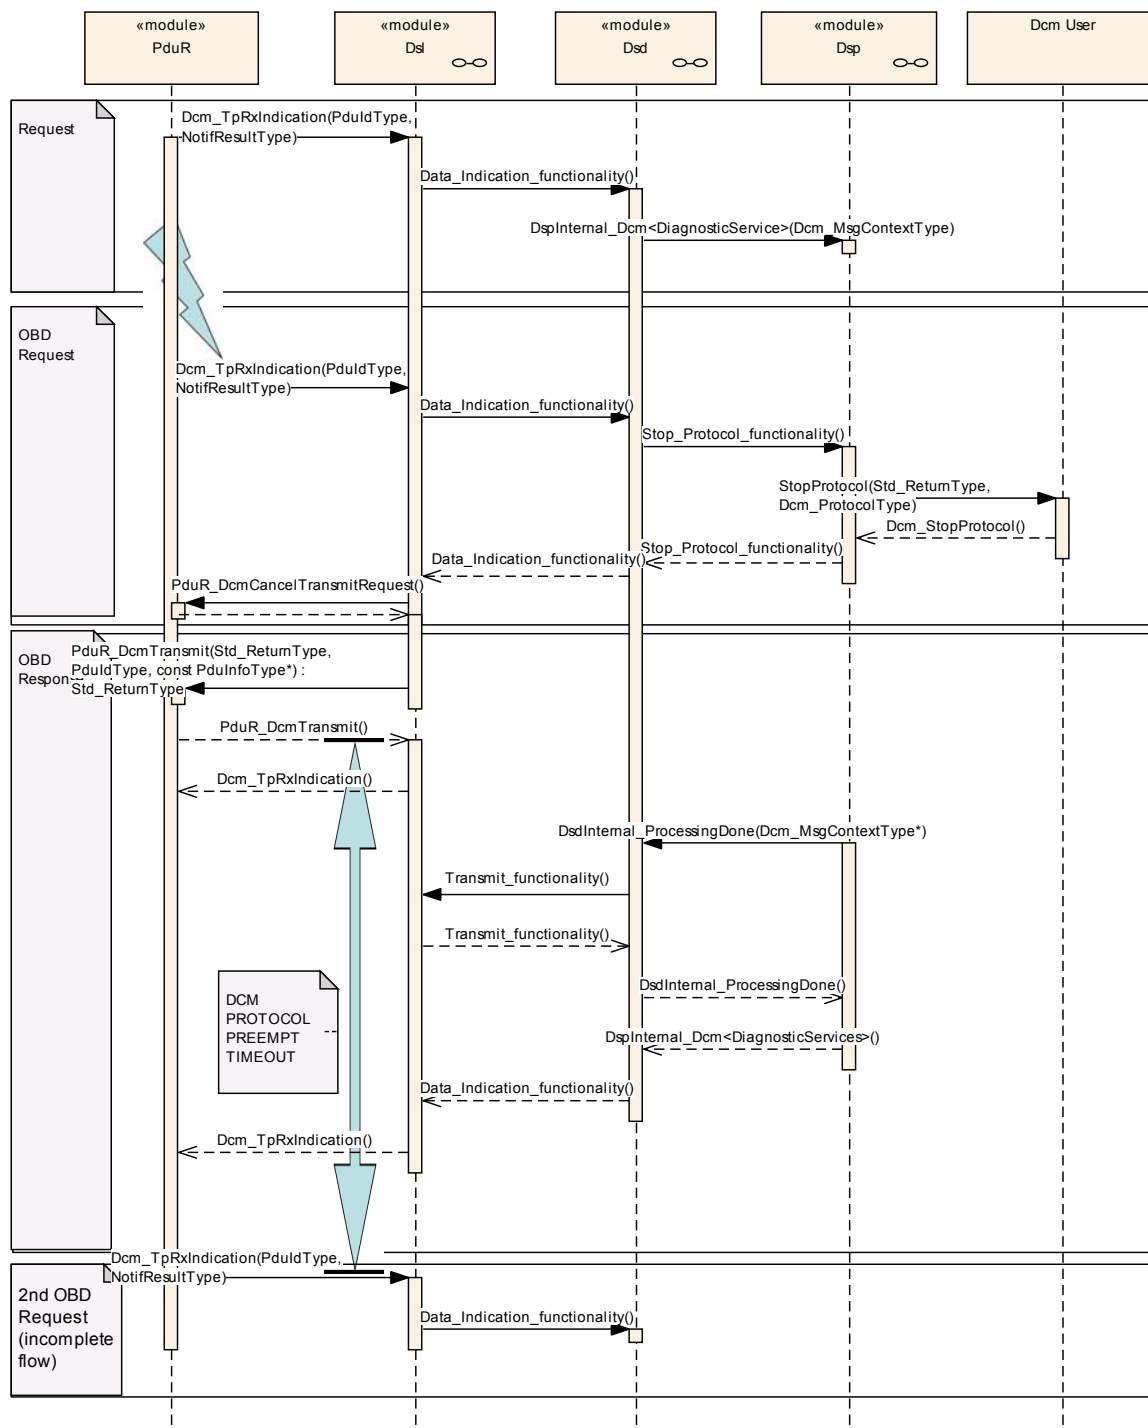 «module»
PduR
«module»
Dsl
«module»
Dsd
«module»
Dsp
Dcm User
Request
Dcm_TpRxIndication(PduIdType,
NotifResultType)
Data_Indication_functionality()
DspInternal_Dcm<DiagnosticService>(Dcm_MsgContextType)
OBD
Request
Dcm_TpRxIndication(PduIdType,
NotifResultType)
Data_Indication_functionality()
Stop_Protocol_functionality()
StopProtocol(Std_ReturnType,
Dcm_ProtocolType)
Dcm_StopProtocol()
Stop_Protocol_functionality()
Data_Indication_functionality()
PduR_DcmCancelTransmitRequest()
OBD
Respon
PduR_DcmTransmit(Std_ReturnType,
PduIdType, const PduInfoType*) :
Std_ReturnType
PduR_DcmTransmit()
Dcm_TpRxIndication()
DsdInternal_ProcessingDone(Dcm_MsgContextType*)
Transmit_functionality()
Transmit_functionality()
DCM
PROTOCOL
PREEMPT
TIMEOUT
DsdInternal_ProcessingDone()
DspInternal_Dcm<DiagnosticServices>()
Data_Indication_functionality()
Dcm_TpRxIndication()
Dcm_TpRxIndication(PduIdType,
NotifResultType)
2nd OBD
Request
(incomplete
flow)
Data_Indication_functionality()